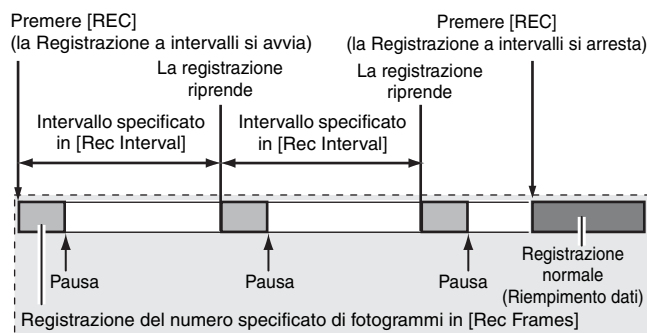 Premere [REC]
(la Registrazione a intervalli si avvia)
Premere [REC]
(la Registrazione a intervalli si arresta)
La registrazione
riprende
La registrazione
riprende
Intervallo specificato
in [Rec Interval]
Intervallo specificato
in [Rec Interval]
Pausa
Pausa
Pausa
Registrazione
normale
(Riempimento dati)
Registrazione del numero specificato di fotogrammi in [Rec Frames]